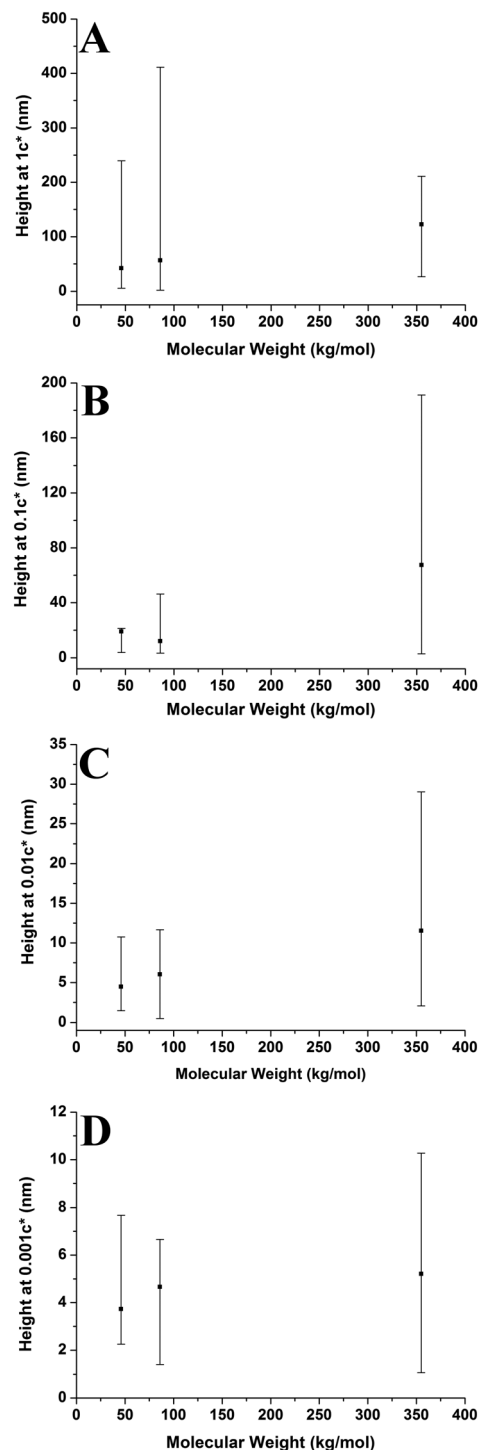 A
500
400
300
200
100
0
Height at 1c* (nm)
0 50 100 150 200 250 300 350 400
Molecular Weight (kg/mol)
B
200
160
120
80
40
0
Height at 0.1c* (nm)
0 50 100 150 200 250 300 350 400
Molecular Weight (kg/mol)
C
35
30
25
20
15
10
5
0
Height at 0.01c* (nm)
0 50 100 150 200 250 300 350 400
Molecular Weight (kg/mol)
D
12
10
8
6
4
2
0
Height at 0.001c* (nm)
0 50 100 150 200 250 300 350 400
Molecular Weight (kg/mol)